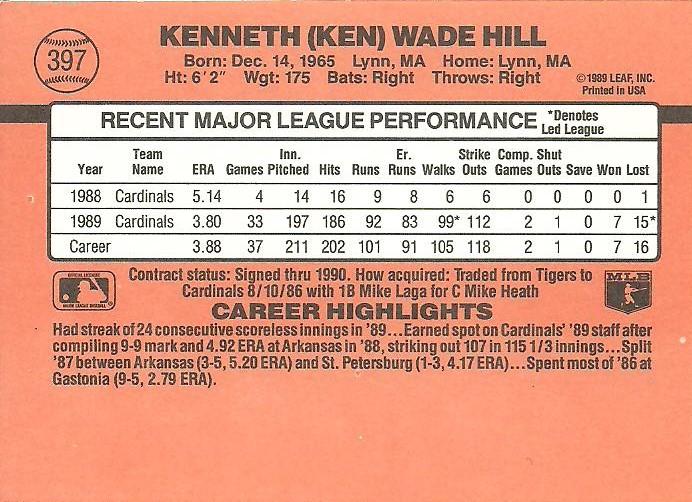 397
KENNETH (KEN) WADE HILL
Born: Dec. 14, 1965 Lynn, MA Home: Lynn, MA
Ht: 6'2" Wgt: 175 Bats: Right Throws: Right
©1989 LEAF, INC.
Printed in USA
RECENT MAJOR LEAGUE PERFORMANCE *Denotes Led League
Year Team Name ERA Games Inn. Pitched Hits Runs Er. Runs Walks Strike Outs Comp. Games Shut Outs Save Won Lost
1988 Cardinals 5.14 4 14 16 9 8 6 6 0 0 0 0 1
1989 Cardinals 3.80 33 197 186 92 83 99* 112 2 1 0 7 15*
Career 3.88 37 211 202 101 91 105 118 2 1 0 7 16
Contract status: Signed thru 1990. How acquired: Traded from Tigers to
Cardinals 8/10/86 with 1B Mike Laga for C Mike Heath
MLB
CAREER HIGHLIGHTS
Had streak of 24 consecutive scoreless innings in '89...Earned spot on Cardinals' '89 staff after
compiling 9-9 mark and 4.92 ERA at Arkansas in '88, striking out 107 in 115 1/3 innings...Split
'87 between Arkansas (3-5, 5.20 ERA) and St. Petersburg (1-3, 4.17 ERA)...Spent most of '86 at
Gastonia (9-5, 2.79 ERA).